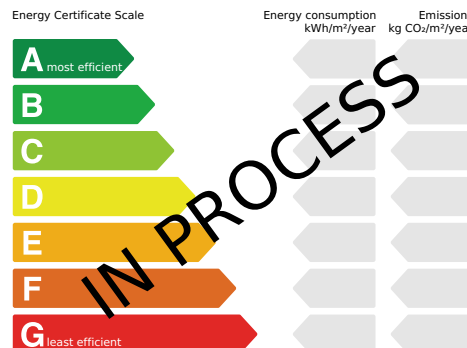 Energy Certificate Scale
Energy consumption
kWh/m²/year
Emission
kg CO₂/m²/year
A most efficient
B
C
D
E
F
G least efficient
IN PROCESS